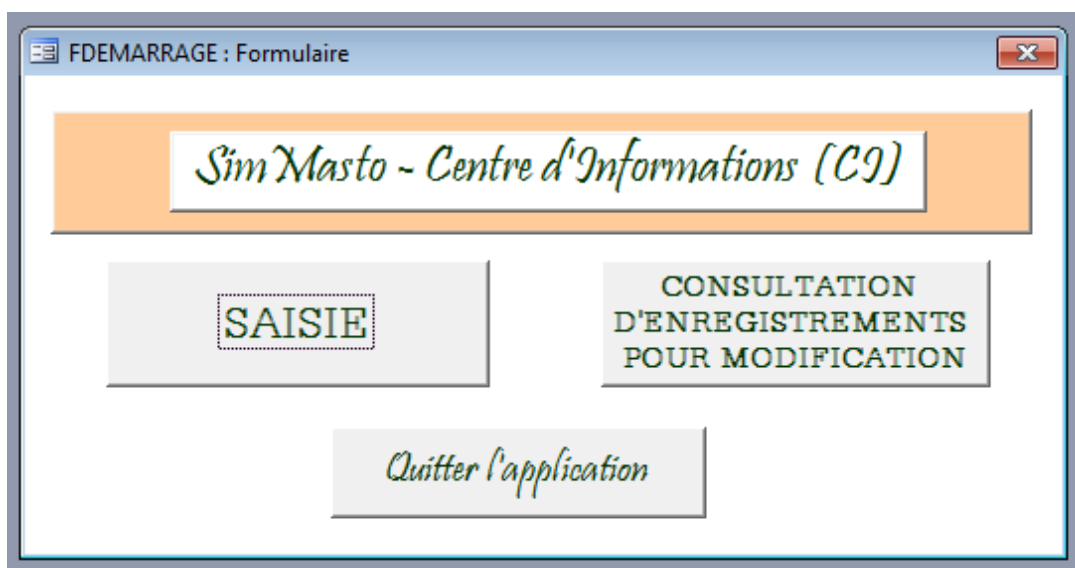 FDEMARRAGE : Formulaire
SimMasto ~ Centre d'Informations (CI)
SAISIE
CONSULTATION
D'ENREGISTREMENTS
POUR MODIFICATION
Quitter l'application